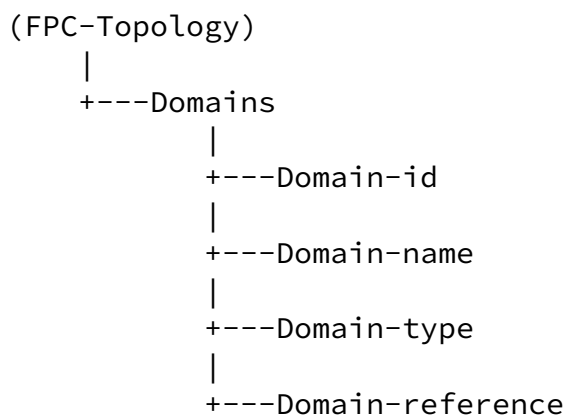 (FPC-Topology)
|
+---Domains
|
+---Domain-id
|
+---Domain-name
|
+---Domain-type
|
+---Domain-reference